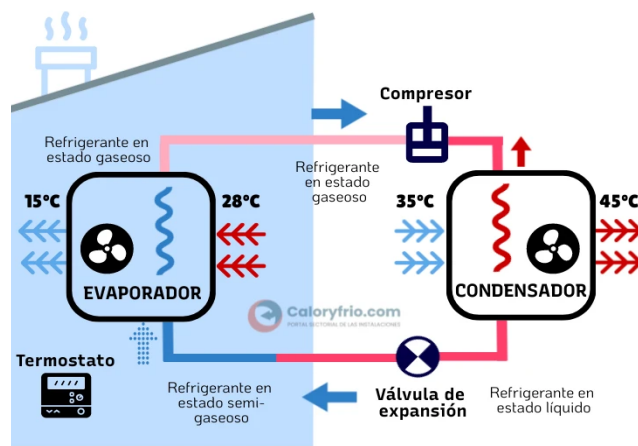 Compresor
Refrigerante en
estado gaseoso
Refrigerante
en estado
gaseoso
15ºC
28ºC
35ºC
45ºC
EVAPORADOR
CONDENSADOR
Caloryfrio.com
PORTAL SECTORIAL DE LAS INSTALACIONES
Termostato
Refrigerante en
estado semi-
gaseoso
Válvula de
expansión
Refrigerante en
estado líquido